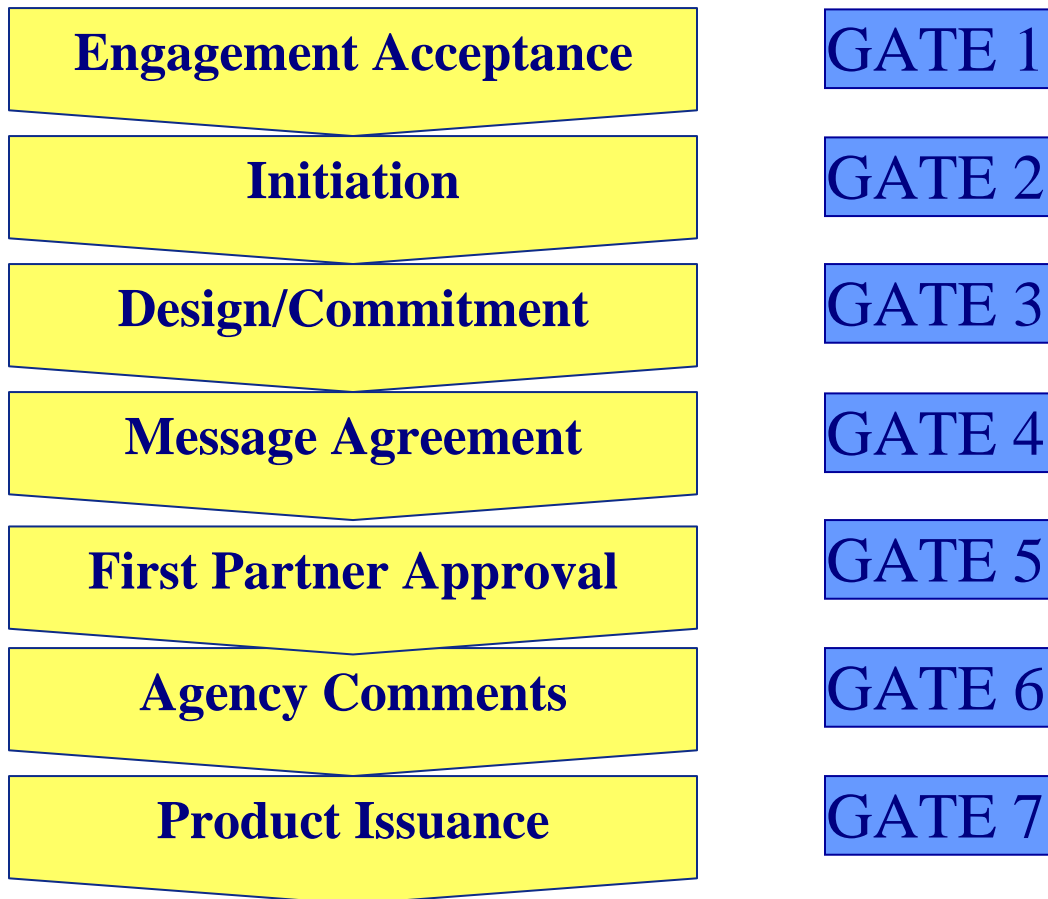 Engagement Acceptance
GATE 1
Initiation
GATE 2
Design/Commitment
GATE 3
Message Agreement
GATE 4
First Partner Approval
GATE 5
Agency Comments
GATE 6
Product Issuance
GATE 7